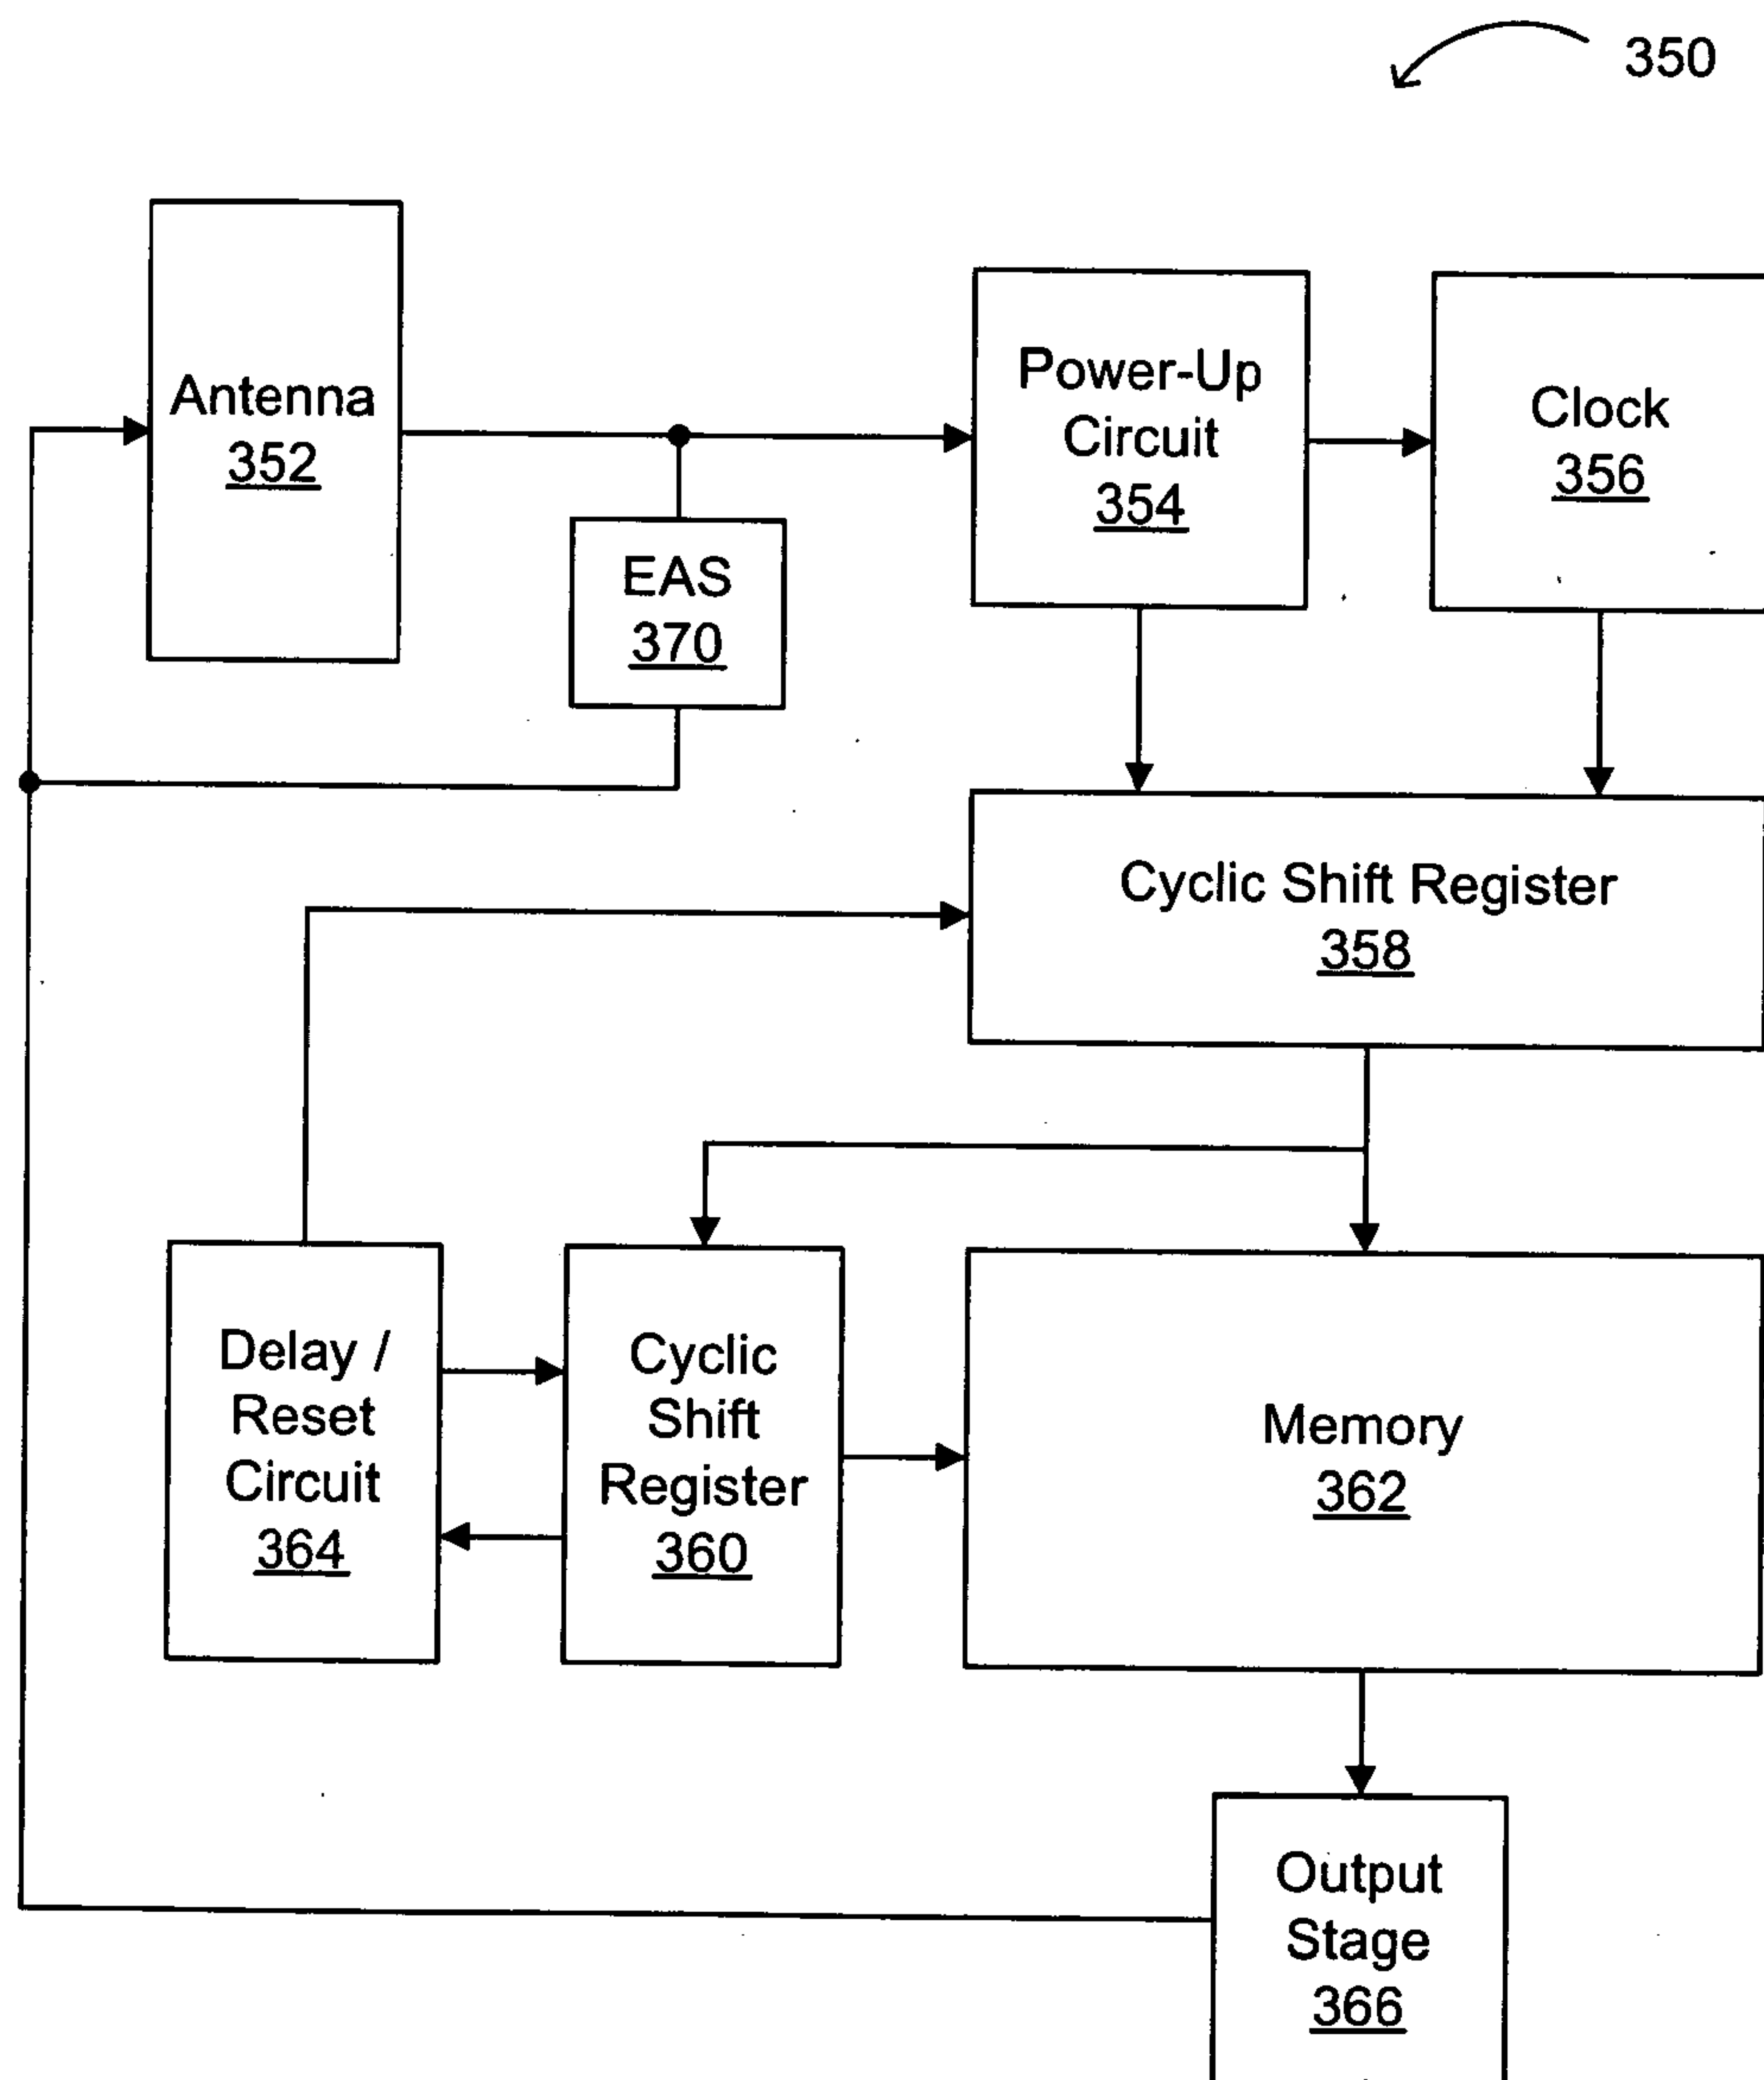 350
Antenna
352
Power-Up
Circuit
354
Clock
356
EAS
370
Cyclic Shift Register
358
Delay /
Reset
Circuit
364
Cyclic
Shift
Register
360
Memory
362
Output
Stage
366